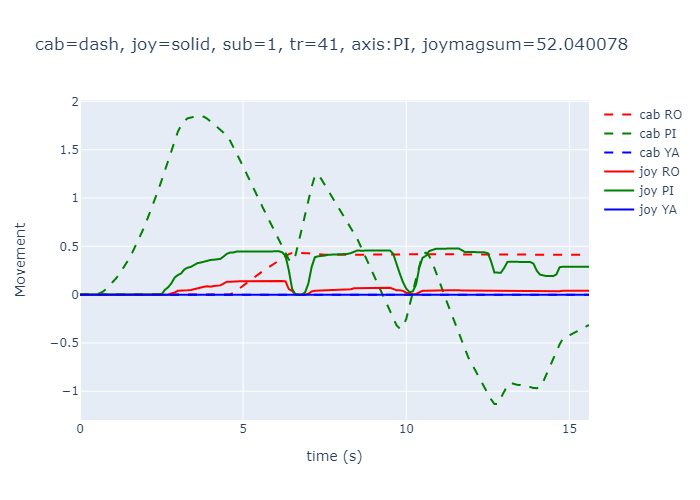 cab=dash, joy=solid, sub=1, tr=41, axis:PI, joymagsum=52.040078
cab RO
cab PI
cab YA
joy RO
joy PI
joy YA
2
1.5
1
0.5
0
−0.5
−1
Movement
0
5
10
15
time (s)